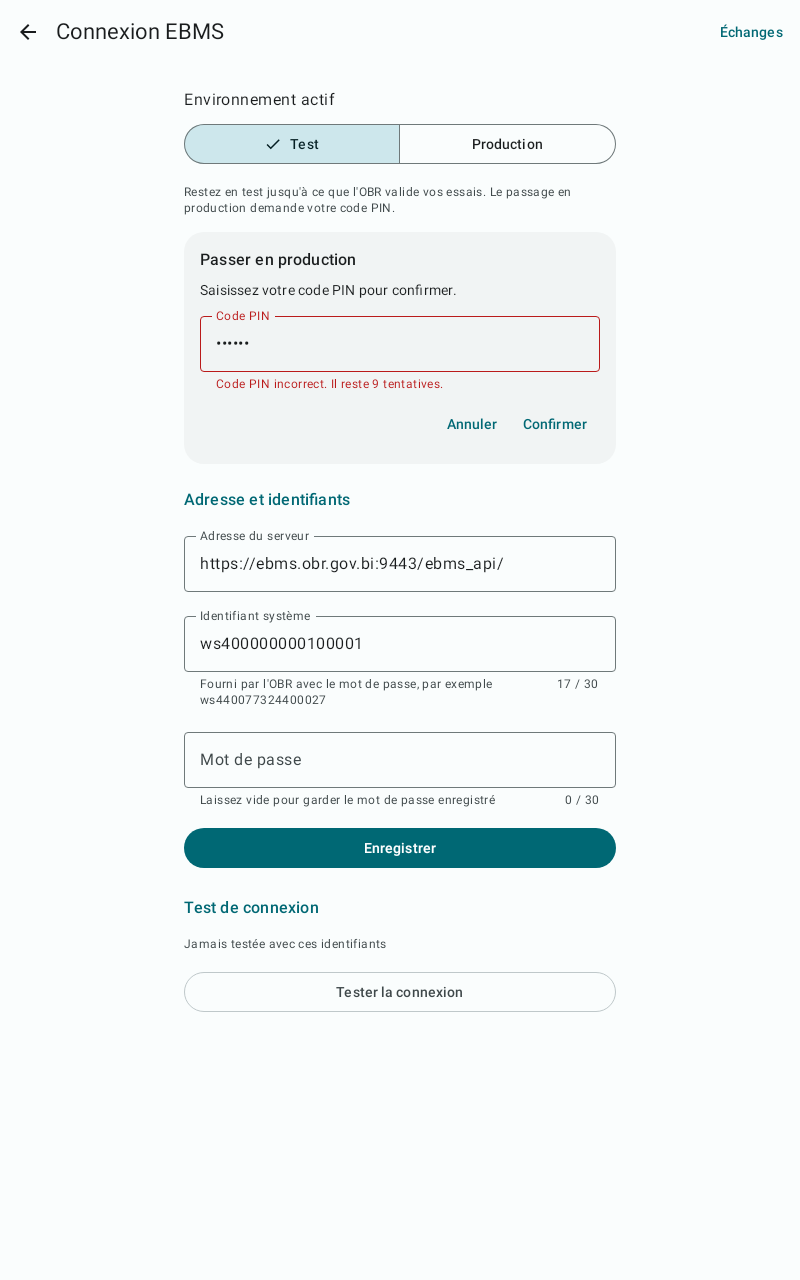 Connexion EBMS
Échanges
Environnement actif
Test
Production
Restez en test jusqu'à ce que l'OBR valide vos essais. Le passage en
production demande votre code PIN.
Passer en production
Saisissez votre code PIN pour confirmer.
Code PIN
••••••
Code PIN incorrect. Il reste 9 tentatives.
Annuler
Confirmer
Adresse et identifiants
Adresse du serveur
https://ebms.obr.gov.bi:9443/ebms_api/
Identifiant système
ws400000000100001
Fourni par l'OBR avec le mot de passe, par exemple
ws440077324400027
17 / 30
Mot de passe
Laissez vide pour garder le mot de passe enregistré
0 / 30
Enregistrer
Test de connexion
Jamais testée avec ces identifiants
Tester la connexion